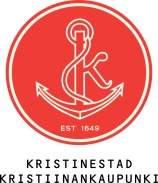 K
EST 1649
KRISTINESTAD
KRISTIINANKAUPUNKI